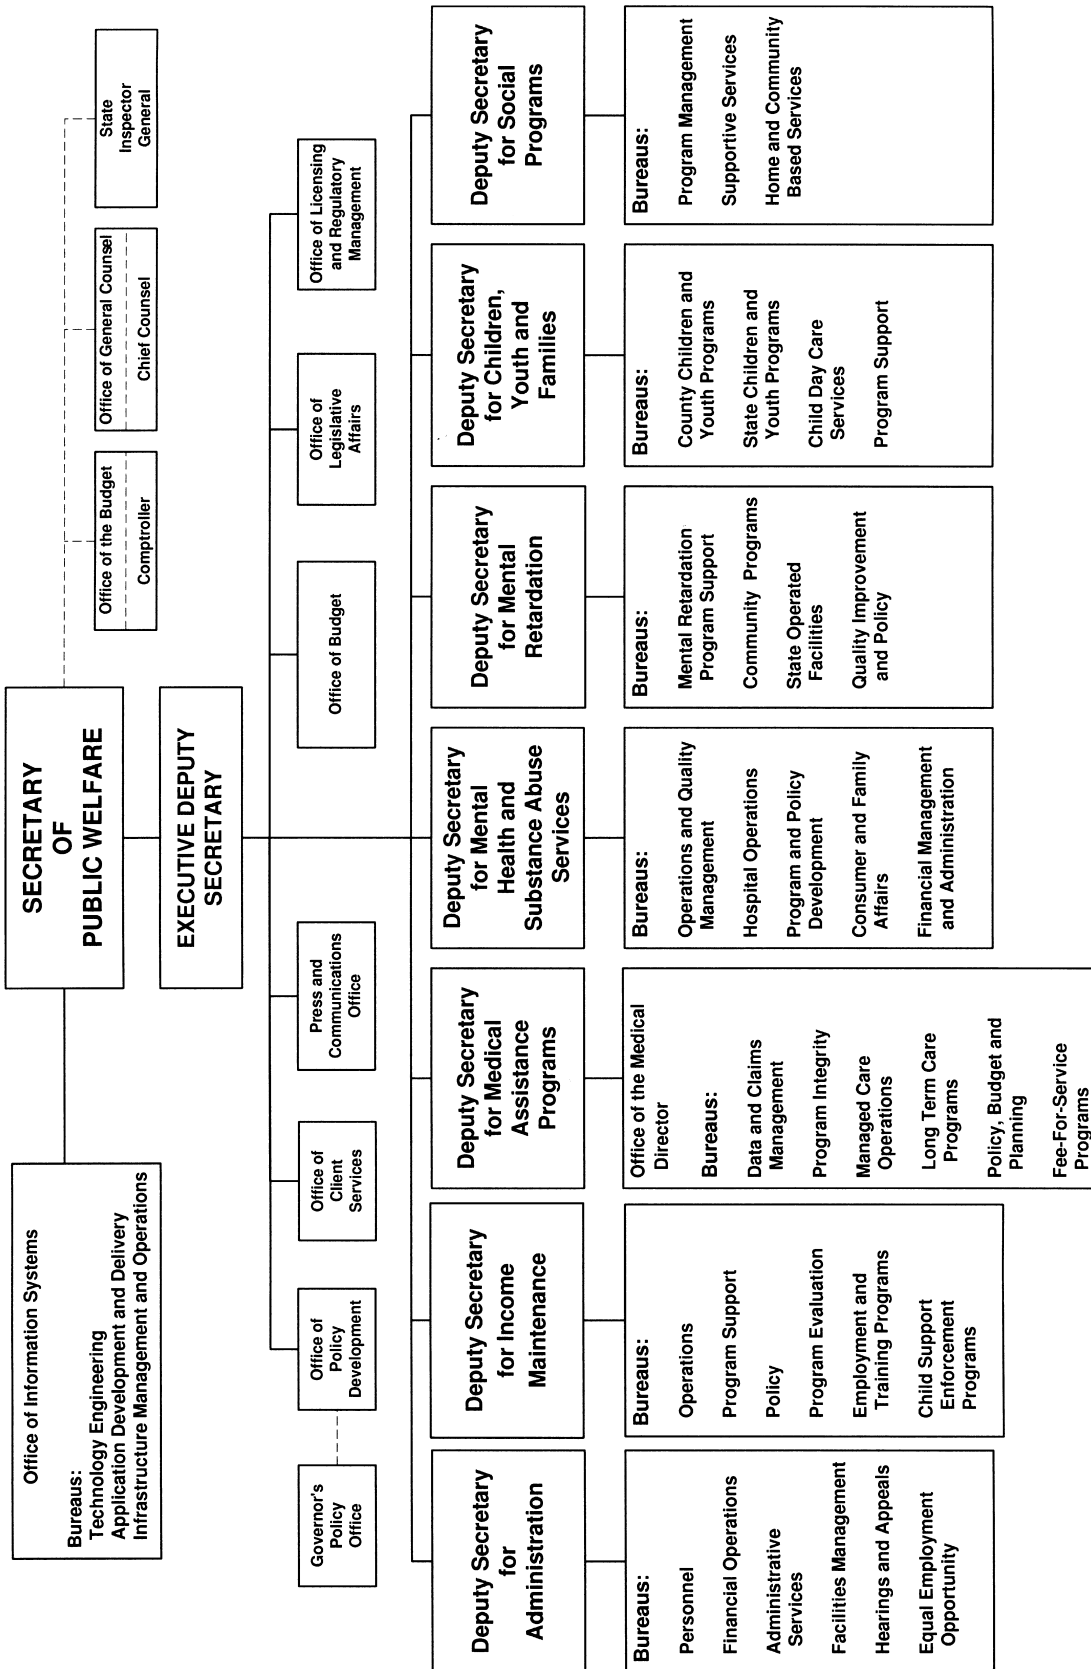 SECRETARY
OF
PUBLIC WELFARE
EXECUTIVE DEPUTY
SECRETARY
Office of Information Systems
Bureaus:
Technology Engineering
Application Development and Delivery
Infrastructure Management and Operations
Office of the Budget
Comptroller
Office of General Counsel
Chief Counsel
State
Inspector
General
Governor's
Policy
Office
Office of
Policy
Development
Office of
Client
Services
Press and
Communications
Office
Office of Budget
Office of
Legislative
Affairs
Office of Licensing
and Regulatory
Management
Deputy Secretary
for
Administration
Bureaus:
Personnel
Financial Operations
Administrative
Services
Facilities Management
Hearings and Appeals
Equal Employment
Opportunity
Deputy Secretary
for Income
Maintenance
Bureaus:
Operations
Program Support
Policy
Program Evaluation
Employment and
Training Programs
Child Support
Enforcement
Programs
Deputy Secretary
for Medical
Assistance
Programs
Office of the Medical
Director
Bureaus:
Data and Claims
Management
Program Integrity
Managed Care
Operations
Long Term Care
Programs
Policy, Budget and
Planning
Fee-For-Service
Programs
Deputy Secretary
for Mental
Health and
Substance Abuse
Services
Bureaus:
Operations and Quality
Management
Hospital Operations
Program and Policy
Development
Consumer and Family
Affairs
Financial Management
and Administration
Deputy Secretary
for Mental
Retardation
Bureaus:
Mental Retardation
Program Support
Community Programs
State Operated
Facilities
Quality Improvement
and Policy
Deputy Secretary
for Children,
Youth and
Families
Bureaus:
County Children and
Youth Programs
State Children and
Youth Programs
Child Day Care
Services
Program Support
Deputy Secretary
for Social
Programs
Bureaus:
Program Management
Supportive Services
Home and Community
Based Services